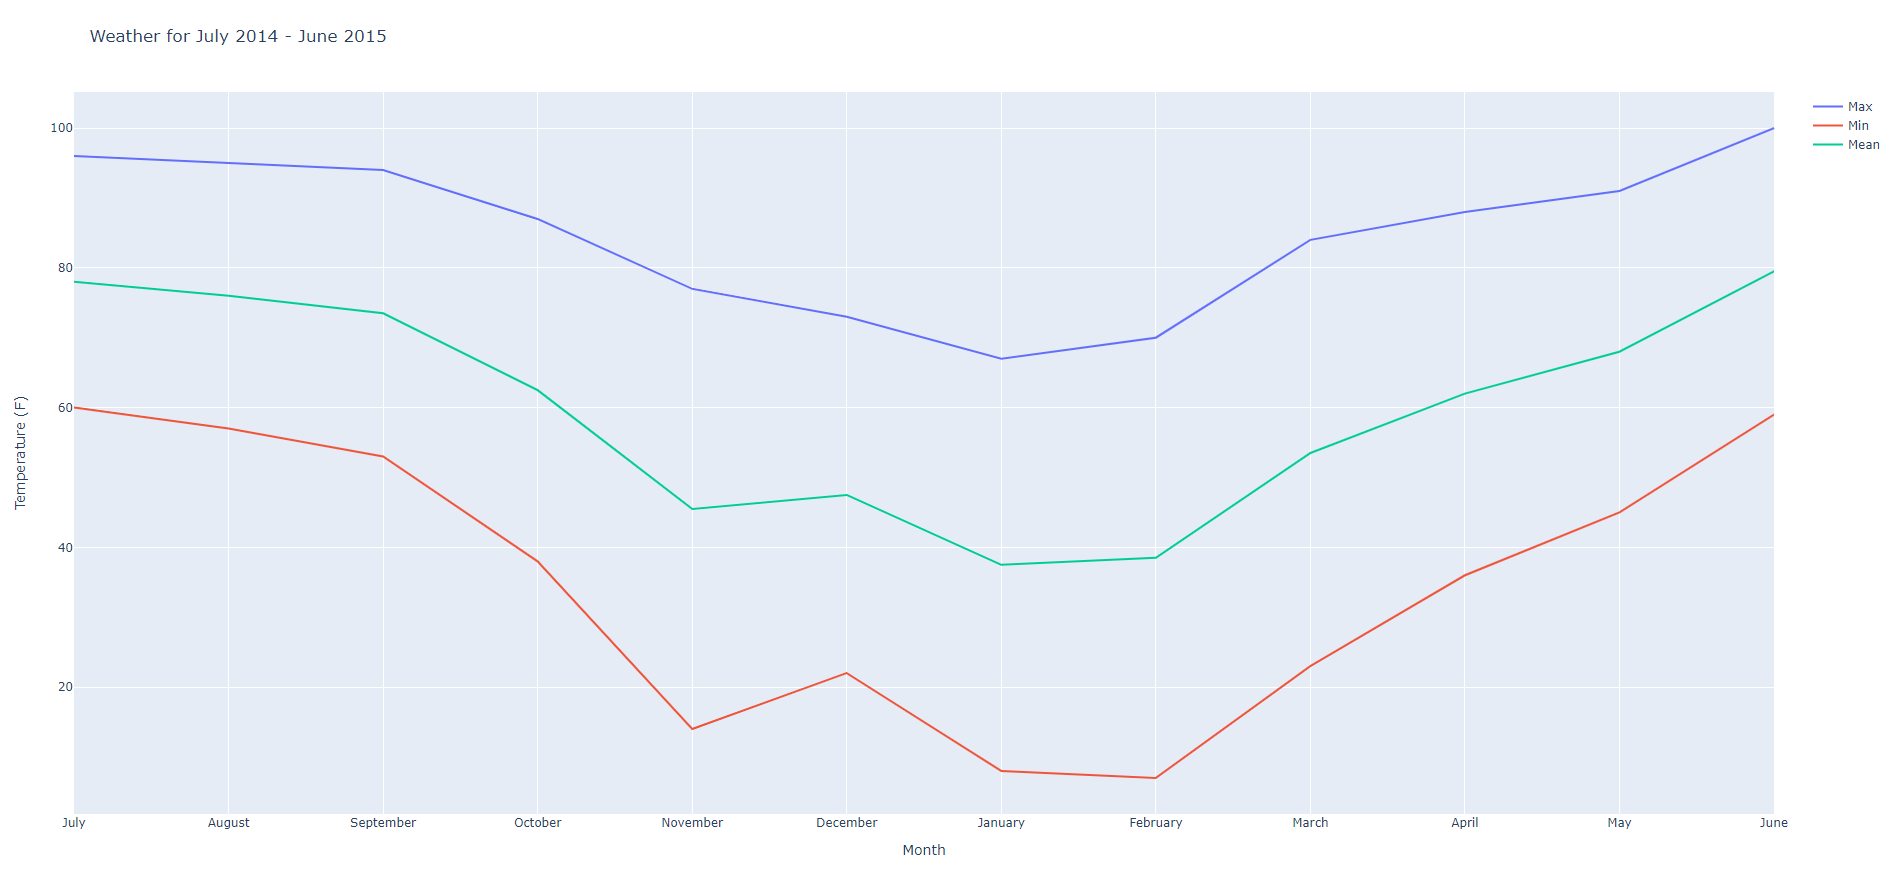 Weather for July 2014 - June 2015
Max
Min
Mean
100
80
60
40
20
Temperature (F)
July August September October November December January February March April May June
Month